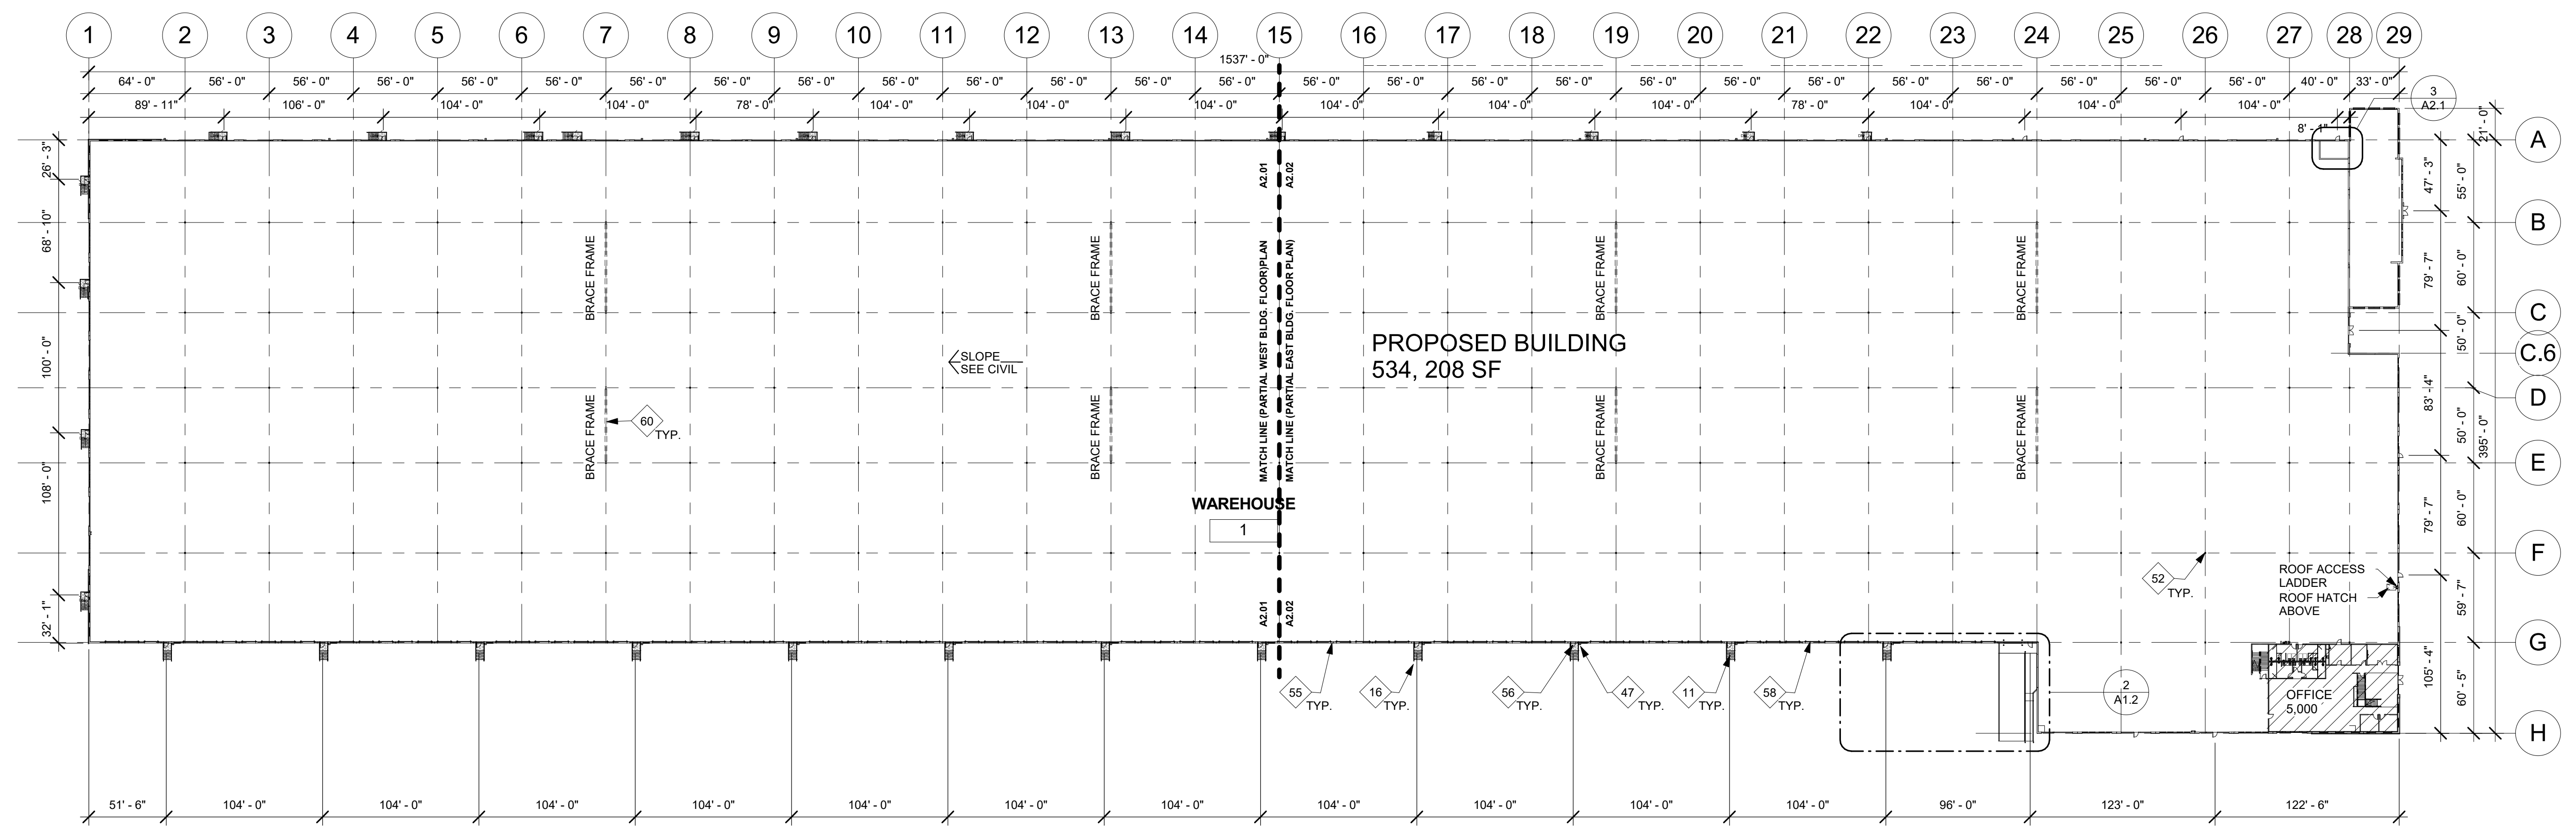 1 2 3 4 5 6 7 8 9 10 11 12 13 14 15 16 17 18 19 20 21 22 23 24 25 26 27 28 29
1537' - 0"
64' - 0" 56' - 0" 56' - 0" 56' - 0" 56' - 0" 56' - 0" 56' - 0" 56' - 0" 56' - 0" 56' - 0" 56' - 0" 56' - 0" 56' - 0" 56' - 0" 56' - 0" 56' - 0" 56' - 0" 56' - 0" 56' - 0" 56' - 0" 56' - 0" 56' - 0" 56' - 0" 56' - 0" 56' - 0" 56' - 0" 40' - 0" 33' - 0"
89' - 11" 106' - 0" 104' - 0" 104' - 0" 78' - 0" 104' - 0" 104' - 0" 104' - 0" 104' - 0" 104' - 0" 104' - 0" 78' - 0" 104' - 0" 104' - 0" 104' - 0"
8' - 1"
3
A2.1
21' - 0"
A
B
C
C.6
D
E
F
G
H
26' - 3"
68' - 10"
100' - 0"
108' - 0"
32' - 1"
47' - 3"
79' - 7"
83' - 4"
79' - 7"
105' - 4"
55' - 0"
60' - 0"
50' - 0"
50' - 0"
60' - 0"
59' - 7"
60' - 5"
395' - 0"
A2.01
A2.02
BRACE FRAME
BRACE FRAME
BRACE FRAME
BRACE FRAME
MATCH LINE (PARTIAL WEST BLDG. FLOOR)PLAN
MATCH LINE (PARTIAL EAST BLDG. FLOOR PLAN)
PROPOSED BUILDING
534, 208 SF
SLOPE
SEE CIVIL
BRACE FRAME
BRACE FRAME
BRACE FRAME
BRACE FRAME
60
TYP.
WAREHOUSE
1
52
TYP.
ROOF ACCESS
LADDER
ROOF HATCH
ABOVE
A2.01
A2.02
55
TYP.
16
TYP.
56
TYP.
47
TYP.
11
TYP.
58
TYP.
2
A1.2
OFFICE
5,000
51' - 6" 104' - 0" 104' - 0" 104' - 0" 104' - 0" 104' - 0" 104' - 0" 104' - 0" 104' - 0" 104' - 0" 104' - 0" 104' - 0" 96' - 0" 123' - 0" 122' - 6"